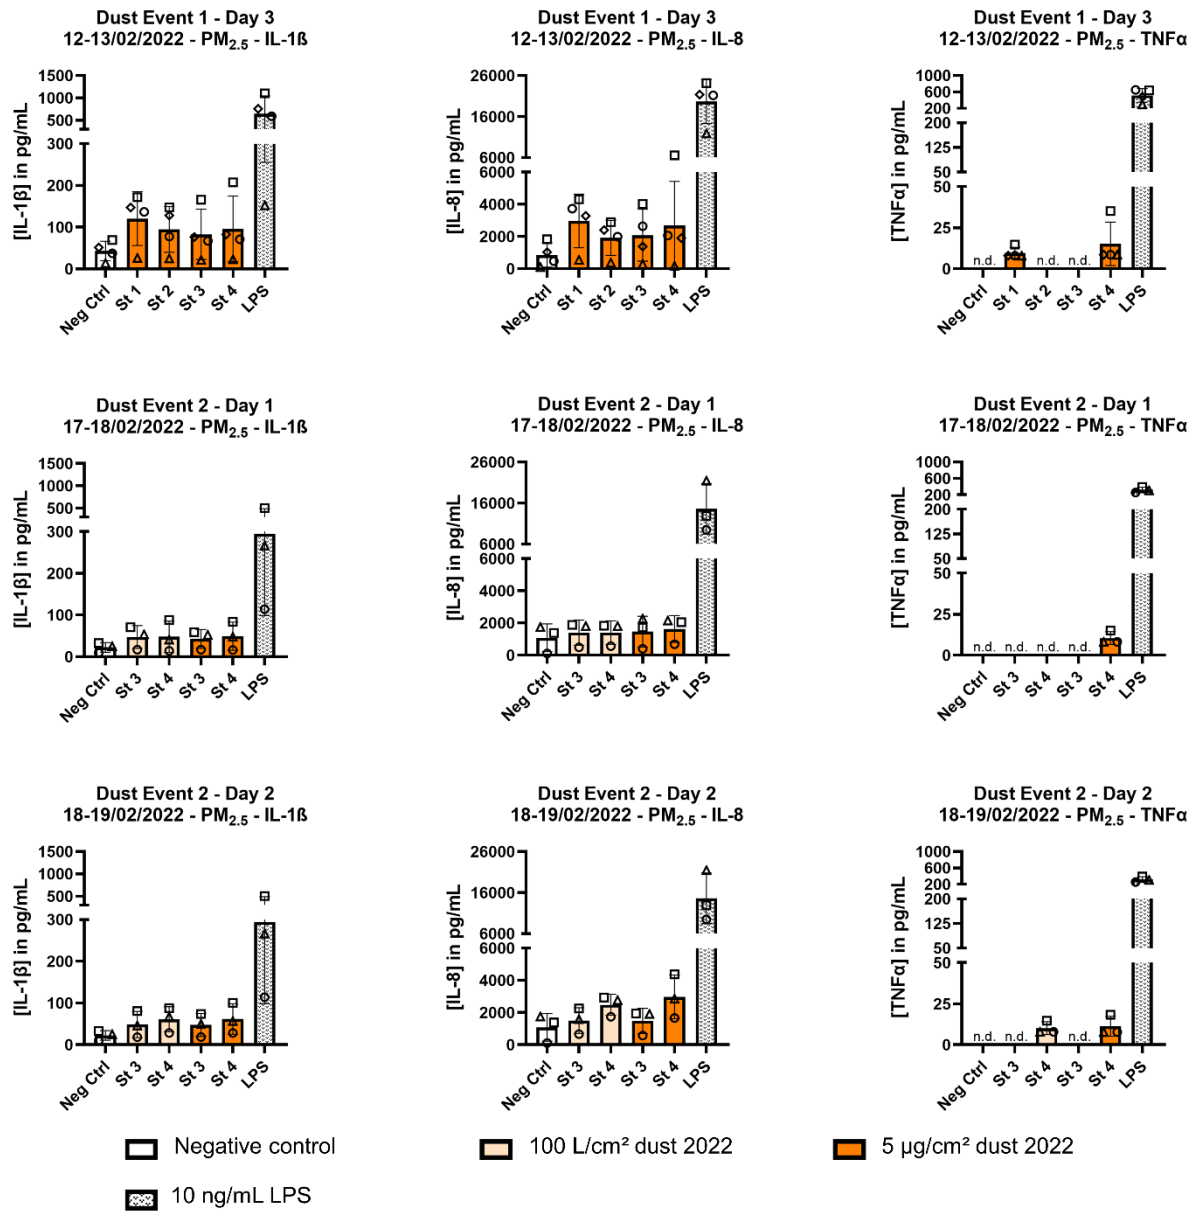 Dust Event 1 - Day 3
12-13/02/2022 - PM2.5 - IL-1ß
[IL-1β] in pg/mL
1500
1000
500
300
200
100
0
Neg Ctrl
St 1
St 2
St 3
St 4
LPS
Dust Event 1 - Day 3
12-13/02/2022 - PM2.5 - IL-8
[IL-8] in pg/mL
26000
16000
6000
6000
4000
2000
0
Neg Ctrl
St 1
St 2
St 3
St 4
LPS
Dust Event 1 - Day 3
12-13/02/2022 - PM2.5 - TNFα
[TNFα] in pg/mL
1000
600
200
200
125
50
50
25
0
n.d.
n.d.
n.d.
Neg Ctrl
St 1
St 2
St 3
St 4
LPS
Dust Event 2 - Day 1
17-18/02/2022 - PM2.5 - IL-1ß
[IL-1β] in pg/mL
1500
1000
500
300
200
100
0
Neg Ctrl
St 3
St 4
St 3
St 4
LPS
Dust Event 2 - Day 1
17-18/02/2022 - PM2.5 - IL-8
[IL-8] in pg/mL
26000
16000
6000
6000
4000
2000
0
Neg Ctrl
St 3
St 4
St 3
St 4
LPS
Dust Event 2 - Day 1
17-18/02/2022 - PM2.5 - TNFα
[TNFα] in pg/mL
1000
600
200
200
125
50
50
25
0
n.d.
n.d.
n.d.
n.d.
Neg Ctrl
St 3
St 4
St 3
St 4
LPS
Dust Event 2 - Day 2
18-19/02/2022 - PM2.5 - IL-1ß
[IL-1β] in pg/mL
1500
1000
500
300
200
100
0
Neg Ctrl
St 3
St 4
St 3
St 4
LPS
Dust Event 2 - Day 2
18-19/02/2022 - PM2.5 - IL-8
[IL-8] in pg/mL
26000
16000
6000
6000
4000
2000
0
Neg Ctrl
St 3
St 4
St 3
St 4
LPS
Dust Event 2 - Day 2
18-19/02/2022 - PM2.5 - TNFα
[TNFα] in pg/mL
1000
600
200
200
125
50
50
25
0
n.d.
n.d.
n.d.
Neg Ctrl
St 3
St 4
St 3
St 4
LPS
Negative control
100 L/cm² dust 2022
5 µg/cm² dust 2022
10 ng/mL LPS